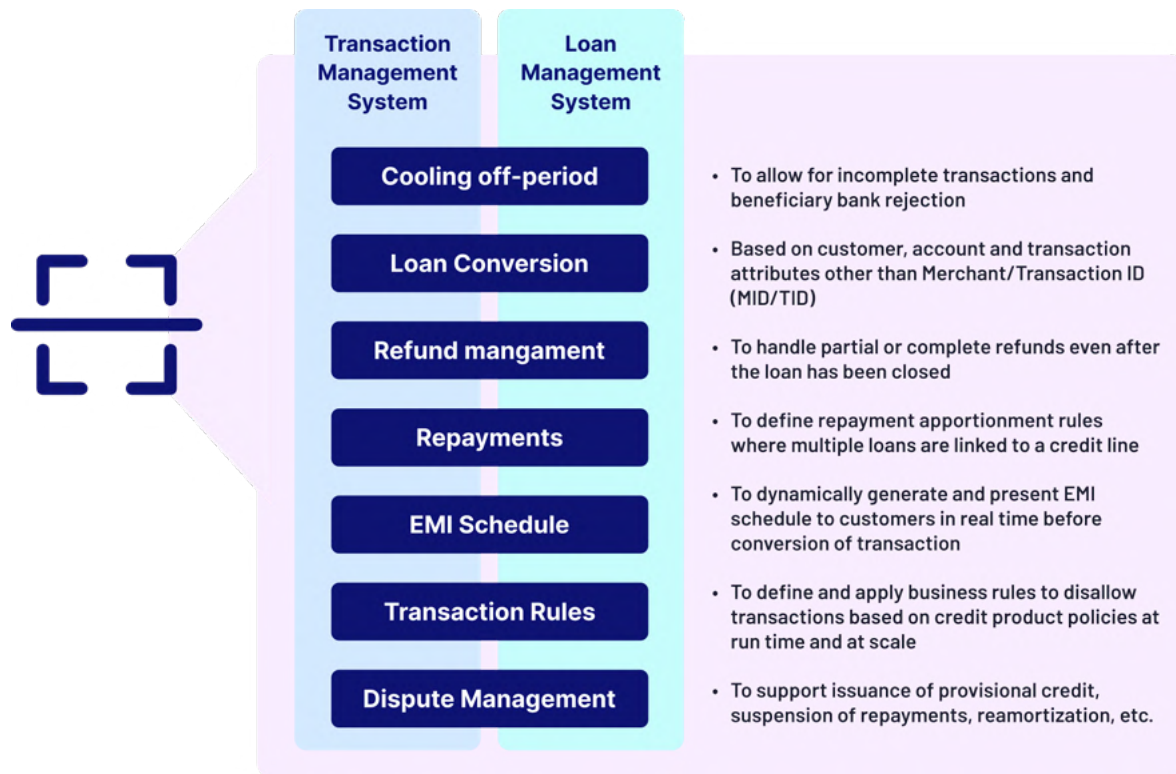 Transaction
Management
System
Loan
Management
System
Cooling off-period
• To allow for incomplete transactions and
beneficiary bank rejection
Loan Conversion
• Based on customer, account and transaction
attributes other than Merchant/Transaction ID
(MID/TID)
Refund mangament
• To handle partial or complete refunds even after
the loan has been closed
Repayments
• To define repayment apportionment rules
where multiple loans are linked to a credit line
EMI Schedule
• To dynamically generate and present EMI
schedule to customers in real time before
conversion of transaction
Transaction Rules
• To define and apply business rules to disallow
transactions based on credit product policies at
run time and at scale
Dispute Management
• To support issuance of provisional credit,
suspension of repayments, reamortization, etc.